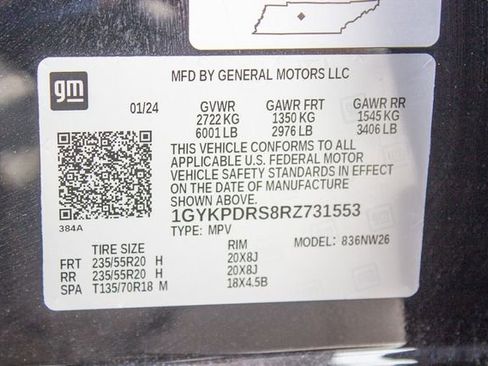 gm
MFD BY GENERAL MOTORS LLC
01/24 GVWR GAWR FRT GAWR RR
2722 KG 1350 KG 1545 KG
6001 LB 2976 LB 3406 LB
THIS VEHICLE CONFORMS TO ALL
APPLICABLE U.S. FEDERAL MOTOR
VEHICLE SAFETY STANDARDS IN EFFECT
ON THE DATE OF MANUFACTURE
SHOWN ABOVE.
1GYKPDRS8RZ731553
384A TYPE: MPV
TIRE SIZE RIM MODEL: 836NW26
FRT 235/55R20 H 20X8J
RR 235/55R20 H 20X8J
SPA T135/70R18 M 18X4.5B